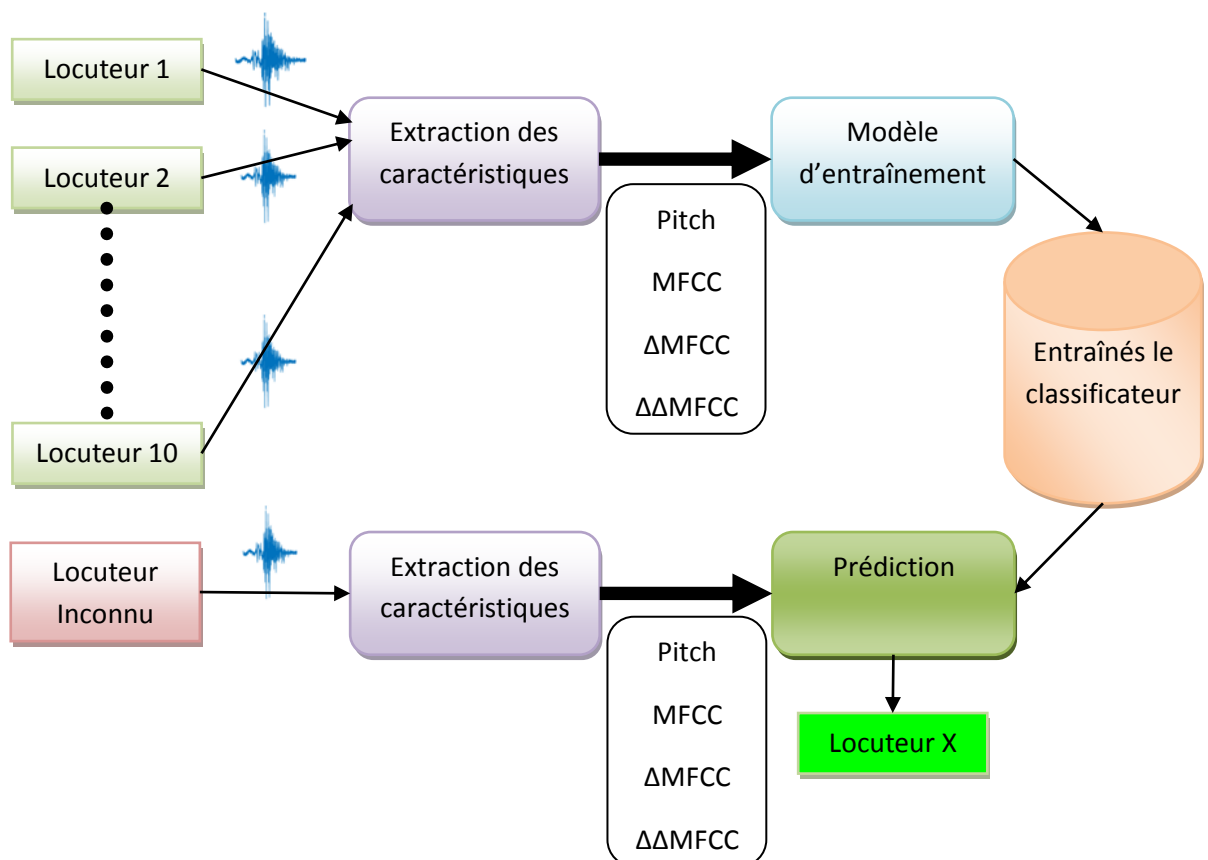 Locuteur 1
Locuteur 2
Locuteur 10
Extraction des
caractéristiques
Pitch
MFCC
ΔMFCC
ΔΔMFCC
Modèle
d’entraînement
Entraînés le
classificateur
Locuteur
Inconnu
Extraction des
caractéristiques
Pitch
MFCC
ΔMFCC
ΔΔMFCC
Prédiction
Locuteur X